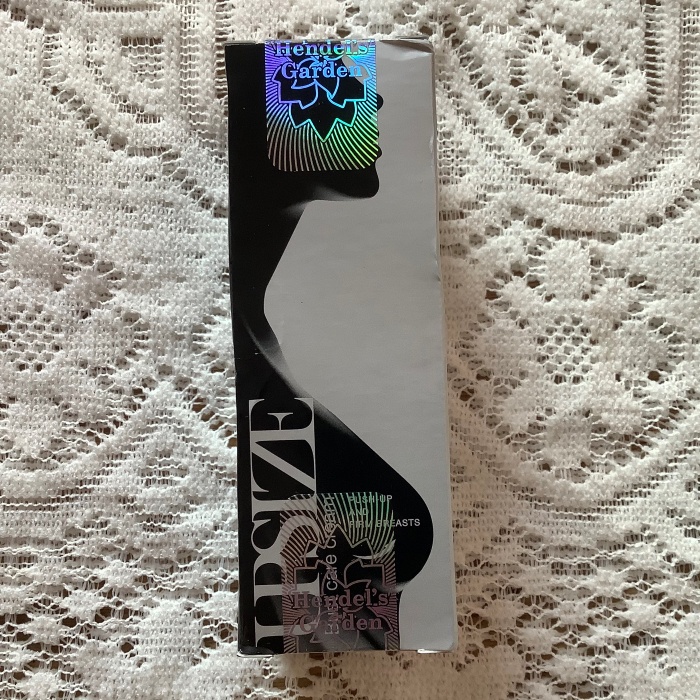 Hendel's
Garden
UPSIZE
care cream
PUSH-UP
AND
FIRM BREASTS
Hendel's
Garden